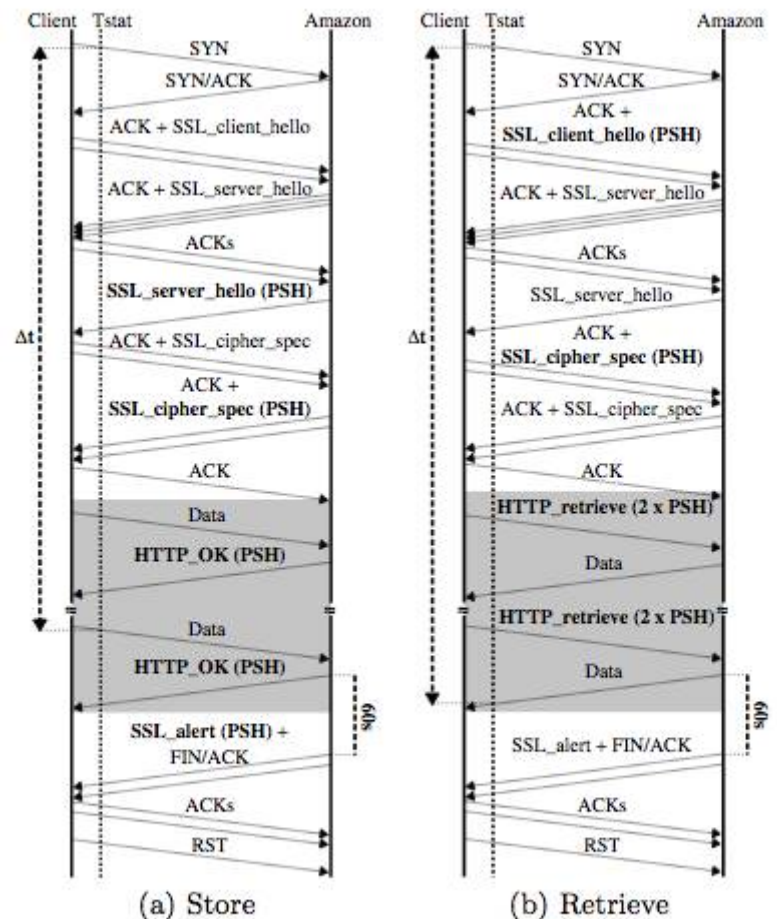 Client Tstat Amazon
SYN
SYN/ACK
ACK + SSL_client_hello
ACK + SSL_server_hello
ACKs
SSL_server_hello (PSH)
Δt
ACK + SSL_cipher_spec
ACK +
SSL_cipher_spec (PSH)
ACK
Data
HTTP_OK (PSH)
≈ ≈
Data
HTTP_OK (PSH)
60s
SSL_alert (PSH) +
FIN/ACK
ACKs
RST
(a) Store
Client Tstat Amazon
SYN
SYN/ACK
ACK +
SSL_client_hello (PSH)
ACK + SSL_server_hello
ACKs
SSL_server_hello
Δt
ACK +
SSL_cipher_spec (PSH)
ACK + SSL_cipher_spec
ACK
HTTP_retrieve (2 x PSH)
Data
≈ ≈
HTTP_retrieve (2 x PSH)
Data
60s
SSL_alert + FIN/ACK
ACKs
RST
(b) Retrieve